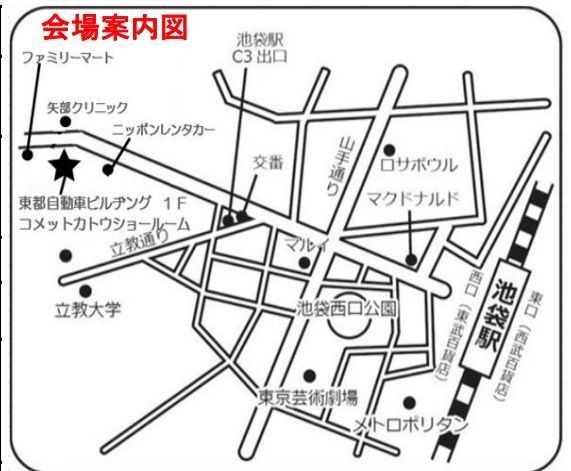 会場案内図
池袋駅
C3 出口
ファミリーマート
矢部クリニック
ニッポンレンタカー
交番
山手通り
ロサボウル
マクドナルド
東都自動車ビルヂング １Ｆ
コメットカトウショールーム
立教通り
マルイ
立教大学
池袋西口公園
西口（東武百貨店）
池袋駅
東口（西武百貨店）
東京芸術劇場
メトロポリタン